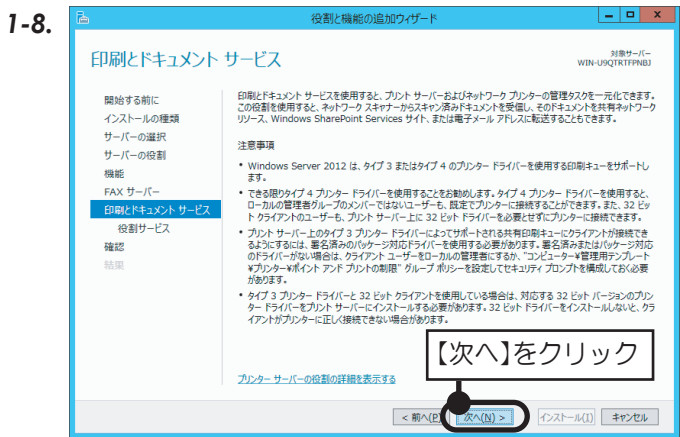 1-8.
役割と機能の追加ウィザード
印刷とドキュメント サービス
対象サーバー
WIN-U9QTRTFPNBJ
開始する前に
インストールの種類
サーバーの選択
サーバーの役割
機能
FAX サーバー
印刷とドキュメント サービス
役割サービス
確認
結果
印刷とドキュメント サービスを使用すると、プリント サーバーおよびネットワーク プリンターの管理タスクを一元化できます。
この役割を使用すると、ネットワーク スキャナーからスキャン済みドキュメントを受信し、そのドキュメントを共有ネットワーク
リソース、Windows SharePoint Services サイト、または電子メール アドレスに転送することもできます。
注意事項
• Windows Server 2012 は、タイプ 3 またはタイプ 4 のプリンター ドライバーを使用する印刷キューをサポートし
ます。
• できる限りタイプ 4 プリンター ドライバーを使用することをお勧めします。タイプ 4 プリンター ドライバーを使用すると、
ローカルの管理者グループのメンバーではないユーザーも、既定でプリンターに接続することができます。また、32 ビッ
ト クライアントのユーザーも、プリント サーバー上に 32 ビット ドライバーを必要とせずにプリンターに接続できます。
• プリント サーバー上のタイプ 3 プリンター ドライバーによってサポートされる共有印刷キューにクライアントが接続でき
るようにするには、署名済みのパッケージ対応ドライバーを使用する必要があります。署名済みまたはパッケージ対応
のドライバーがない場合は、クライアント ユーザーをローカルの管理者にするか、"コンピューター¥管理用テンプレート
¥プリンター¥ポイント アンド プリントの制限" グループ ポリシーを設定してセキュリティ プロンプトを構成しておく必要
があります。
• タイプ 3 プリンター ドライバーと 32 ビット クライアントを使用している場合は、対応する 32 ビット バージョンのプリン
ター ドライバーをプリント サーバーにインストールする必要があります。32 ビット ドライバーをインストールしないと、クラ
イアントがプリンターに正しく接続できない場合があります。
【次へ】をクリック
プリンター サーバーの役割の詳細を表示する
< 前へ(P)
次へ(N) >
インストール(I)
キャンセル